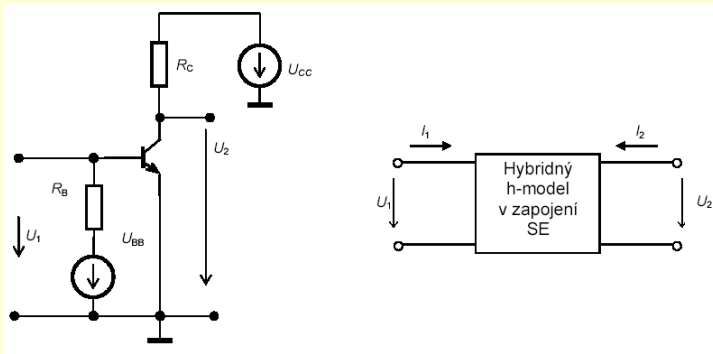 R_C
U_CC
U_2
R_B
U_BB
U_1
I_1
I_2
Hybridný
h-model
v zapojení
SE
U_1
U_2